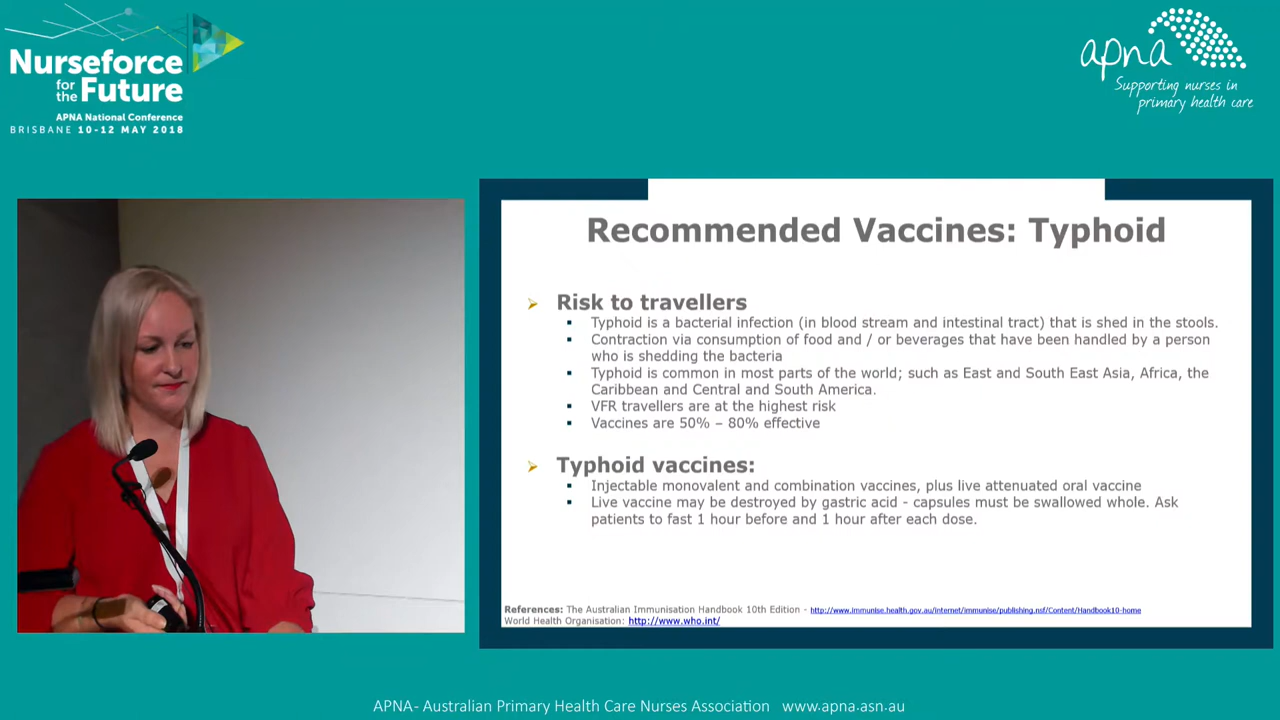 Nurseforce
for the Future
APNA National Conference
BRISBANE 10-12 MAY 2018
apna
Supporting nurses in
primary health care
Recommended Vaccines: Typhoid
Risk to travellers
Typhoid is a bacterial infection (in blood stream and intestinal tract) that is shed in the stools.
Contraction via consumption of food and / or beverages that have been handled by a person
who is shedding the bacteria
Typhoid is common in most parts of the world; such as East and South East Asia, Africa, the
Caribbean and Central and South America.
VFR travellers are at the highest risk
Vaccines are 50% – 80% effective
Typhoid vaccines:
Injectable monovalent and combination vaccines, plus live attenuated oral vaccine
Live vaccine may be destroyed by gastric acid - capsules must be swallowed whole. Ask
patients to fast 1 hour before and 1 hour after each dose.
References: The Australian Immunisation Handbook 10th Edition - http://www.immunise.health.gov.au/internet/immunise/publishing.nsf/Content/Handbook10-home
World Health Organisation: http://www.who.int/
APNA- Australian Primary Health Care Nurses Association www.apna.asn.au